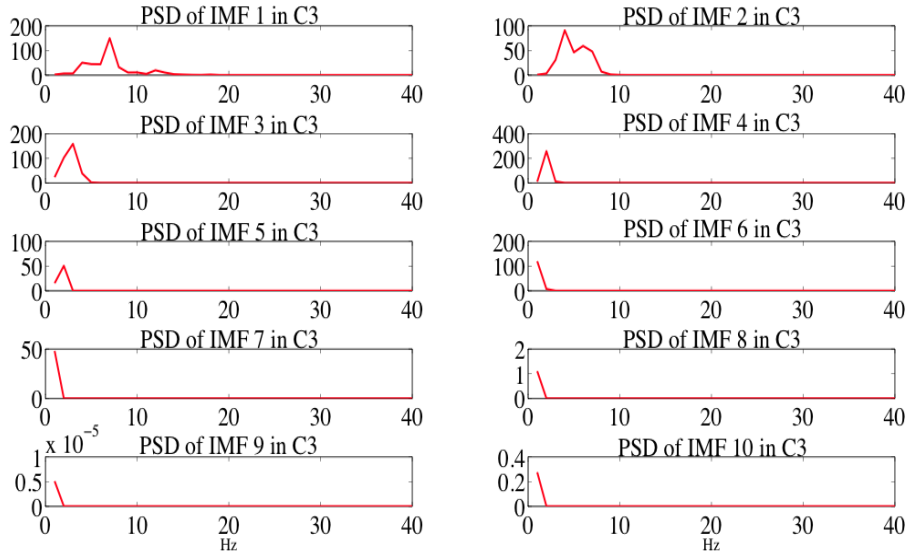 PSD of IMF 1 in C3
200
100
0
0 10 20 30 40
PSD of IMF 2 in C3
100
50
0
0 10 20 30 40
PSD of IMF 3 in C3
200
100
0
0 10 20 30 40
PSD of IMF 4 in C3
400
200
0
0 10 20 30 40
PSD of IMF 5 in C3
100
50
0
0 10 20 30 40
PSD of IMF 6 in C3
200
100
0
0 10 20 30 40
PSD of IMF 7 in C3
50
0
0 10 20 30 40
PSD of IMF 8 in C3
2
1
0
0 10 20 30 40
x 10⁻⁵
PSD of IMF 9 in C3
1
0.5
0
0 10 20 30 40
Hz
PSD of IMF 10 in C3
0.4
0.2
0
0 10 20 30 40
Hz